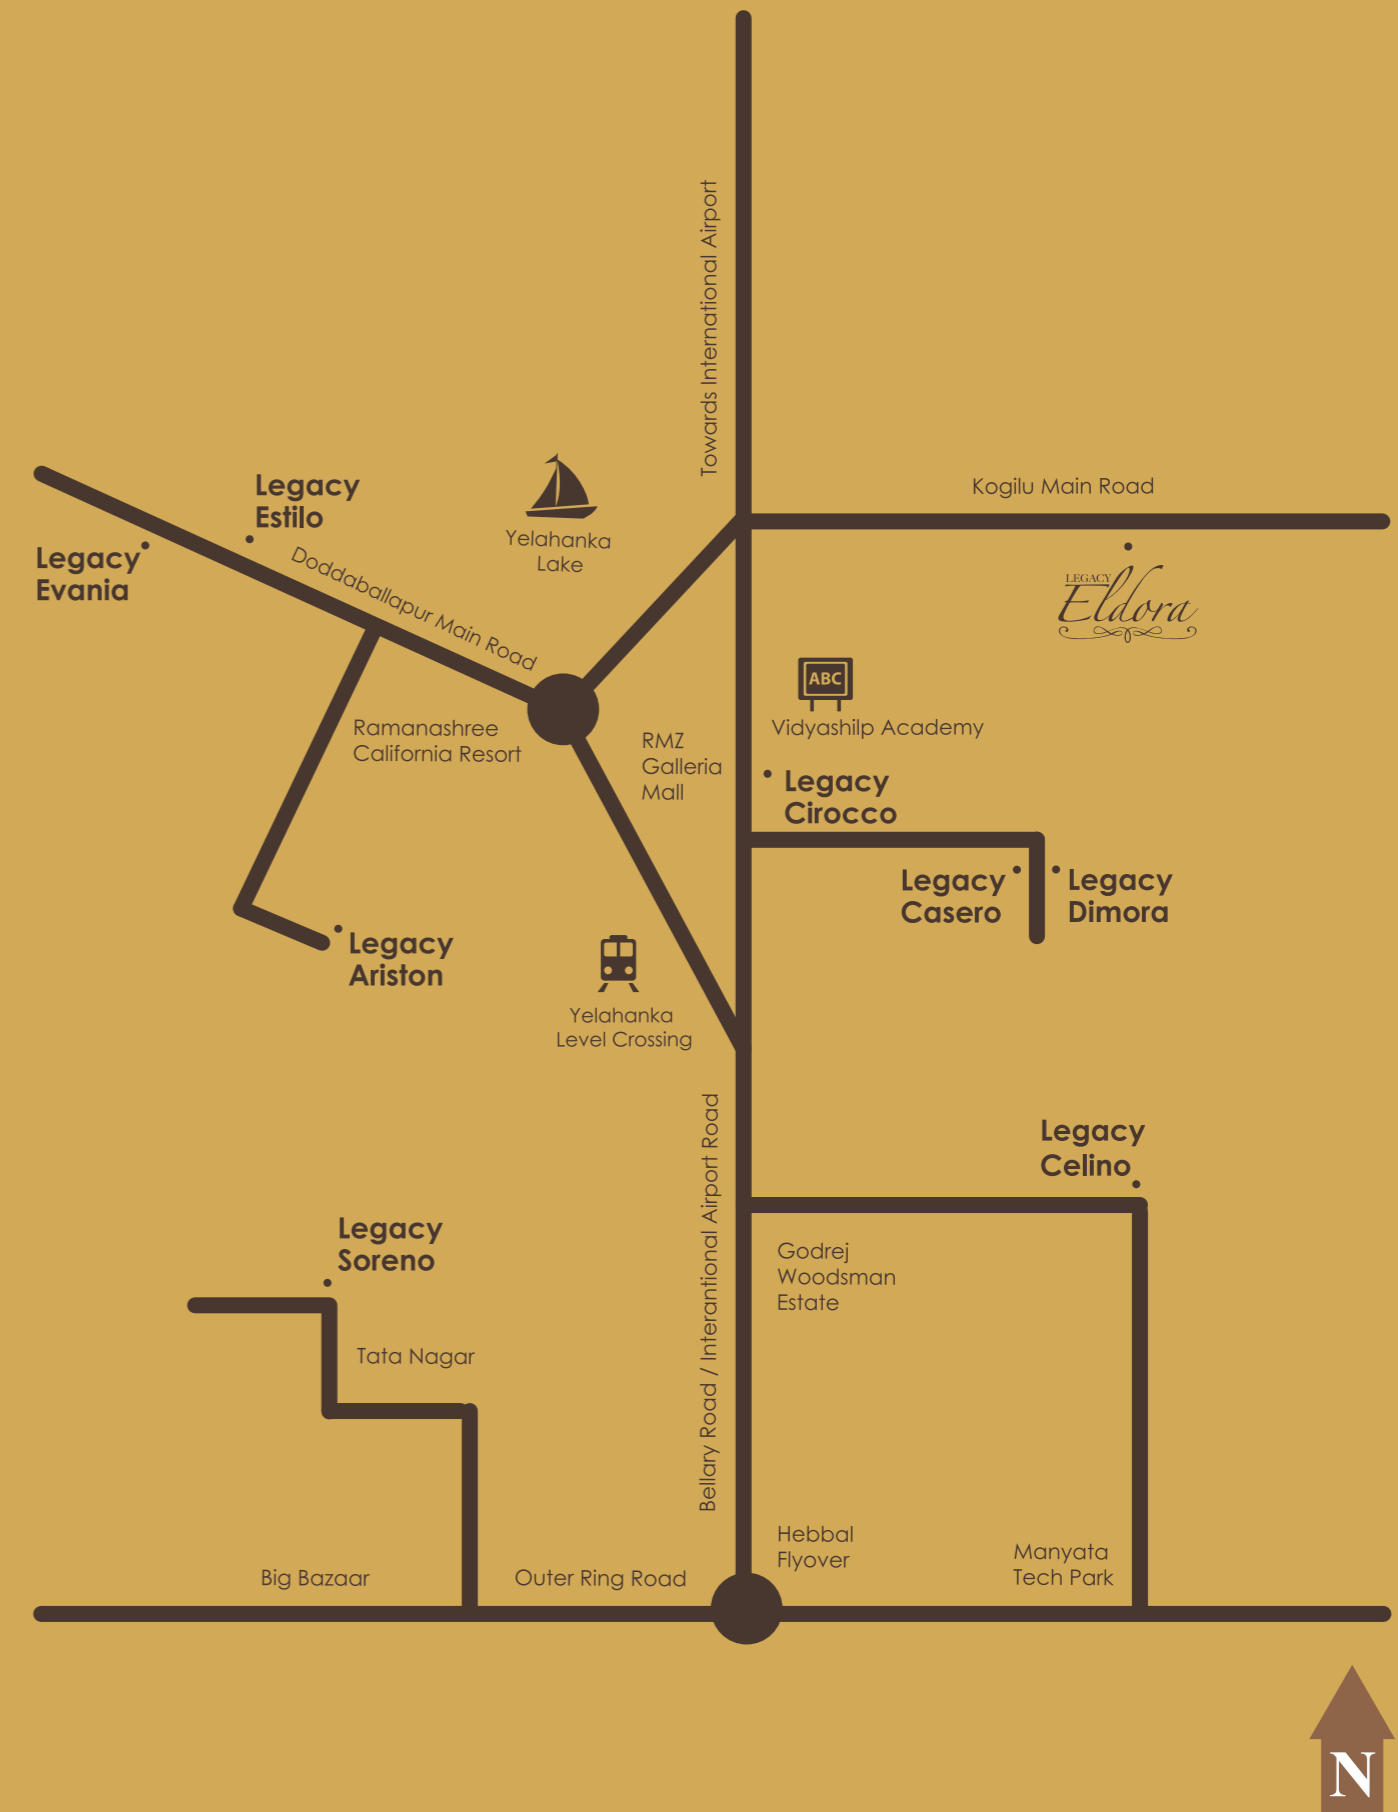 Towards International Airport
Kogilu Main Road
Legacy
Estilo
Legacy
Evania
Doddaballapur Main Road
Yelahanka
Lake
LEGACY
Eldora
ABC
Vidyashilp Academy
Ramanashree
California Resort
RMZ
Galleria
Mall
Legacy
Cirocco
Legacy
Casero
Legacy
Dimora
Legacy
Ariston
Yelahanka
Level Crossing
Bellary Road / Interantional Airport Road
Legacy
Celino
Legacy
Soreno
Godrej
Woodsman
Estate
Tata Nagar
Hebbal
Flyover
Manyata
Tech Park
Big Bazaar
Outer Ring Road
N